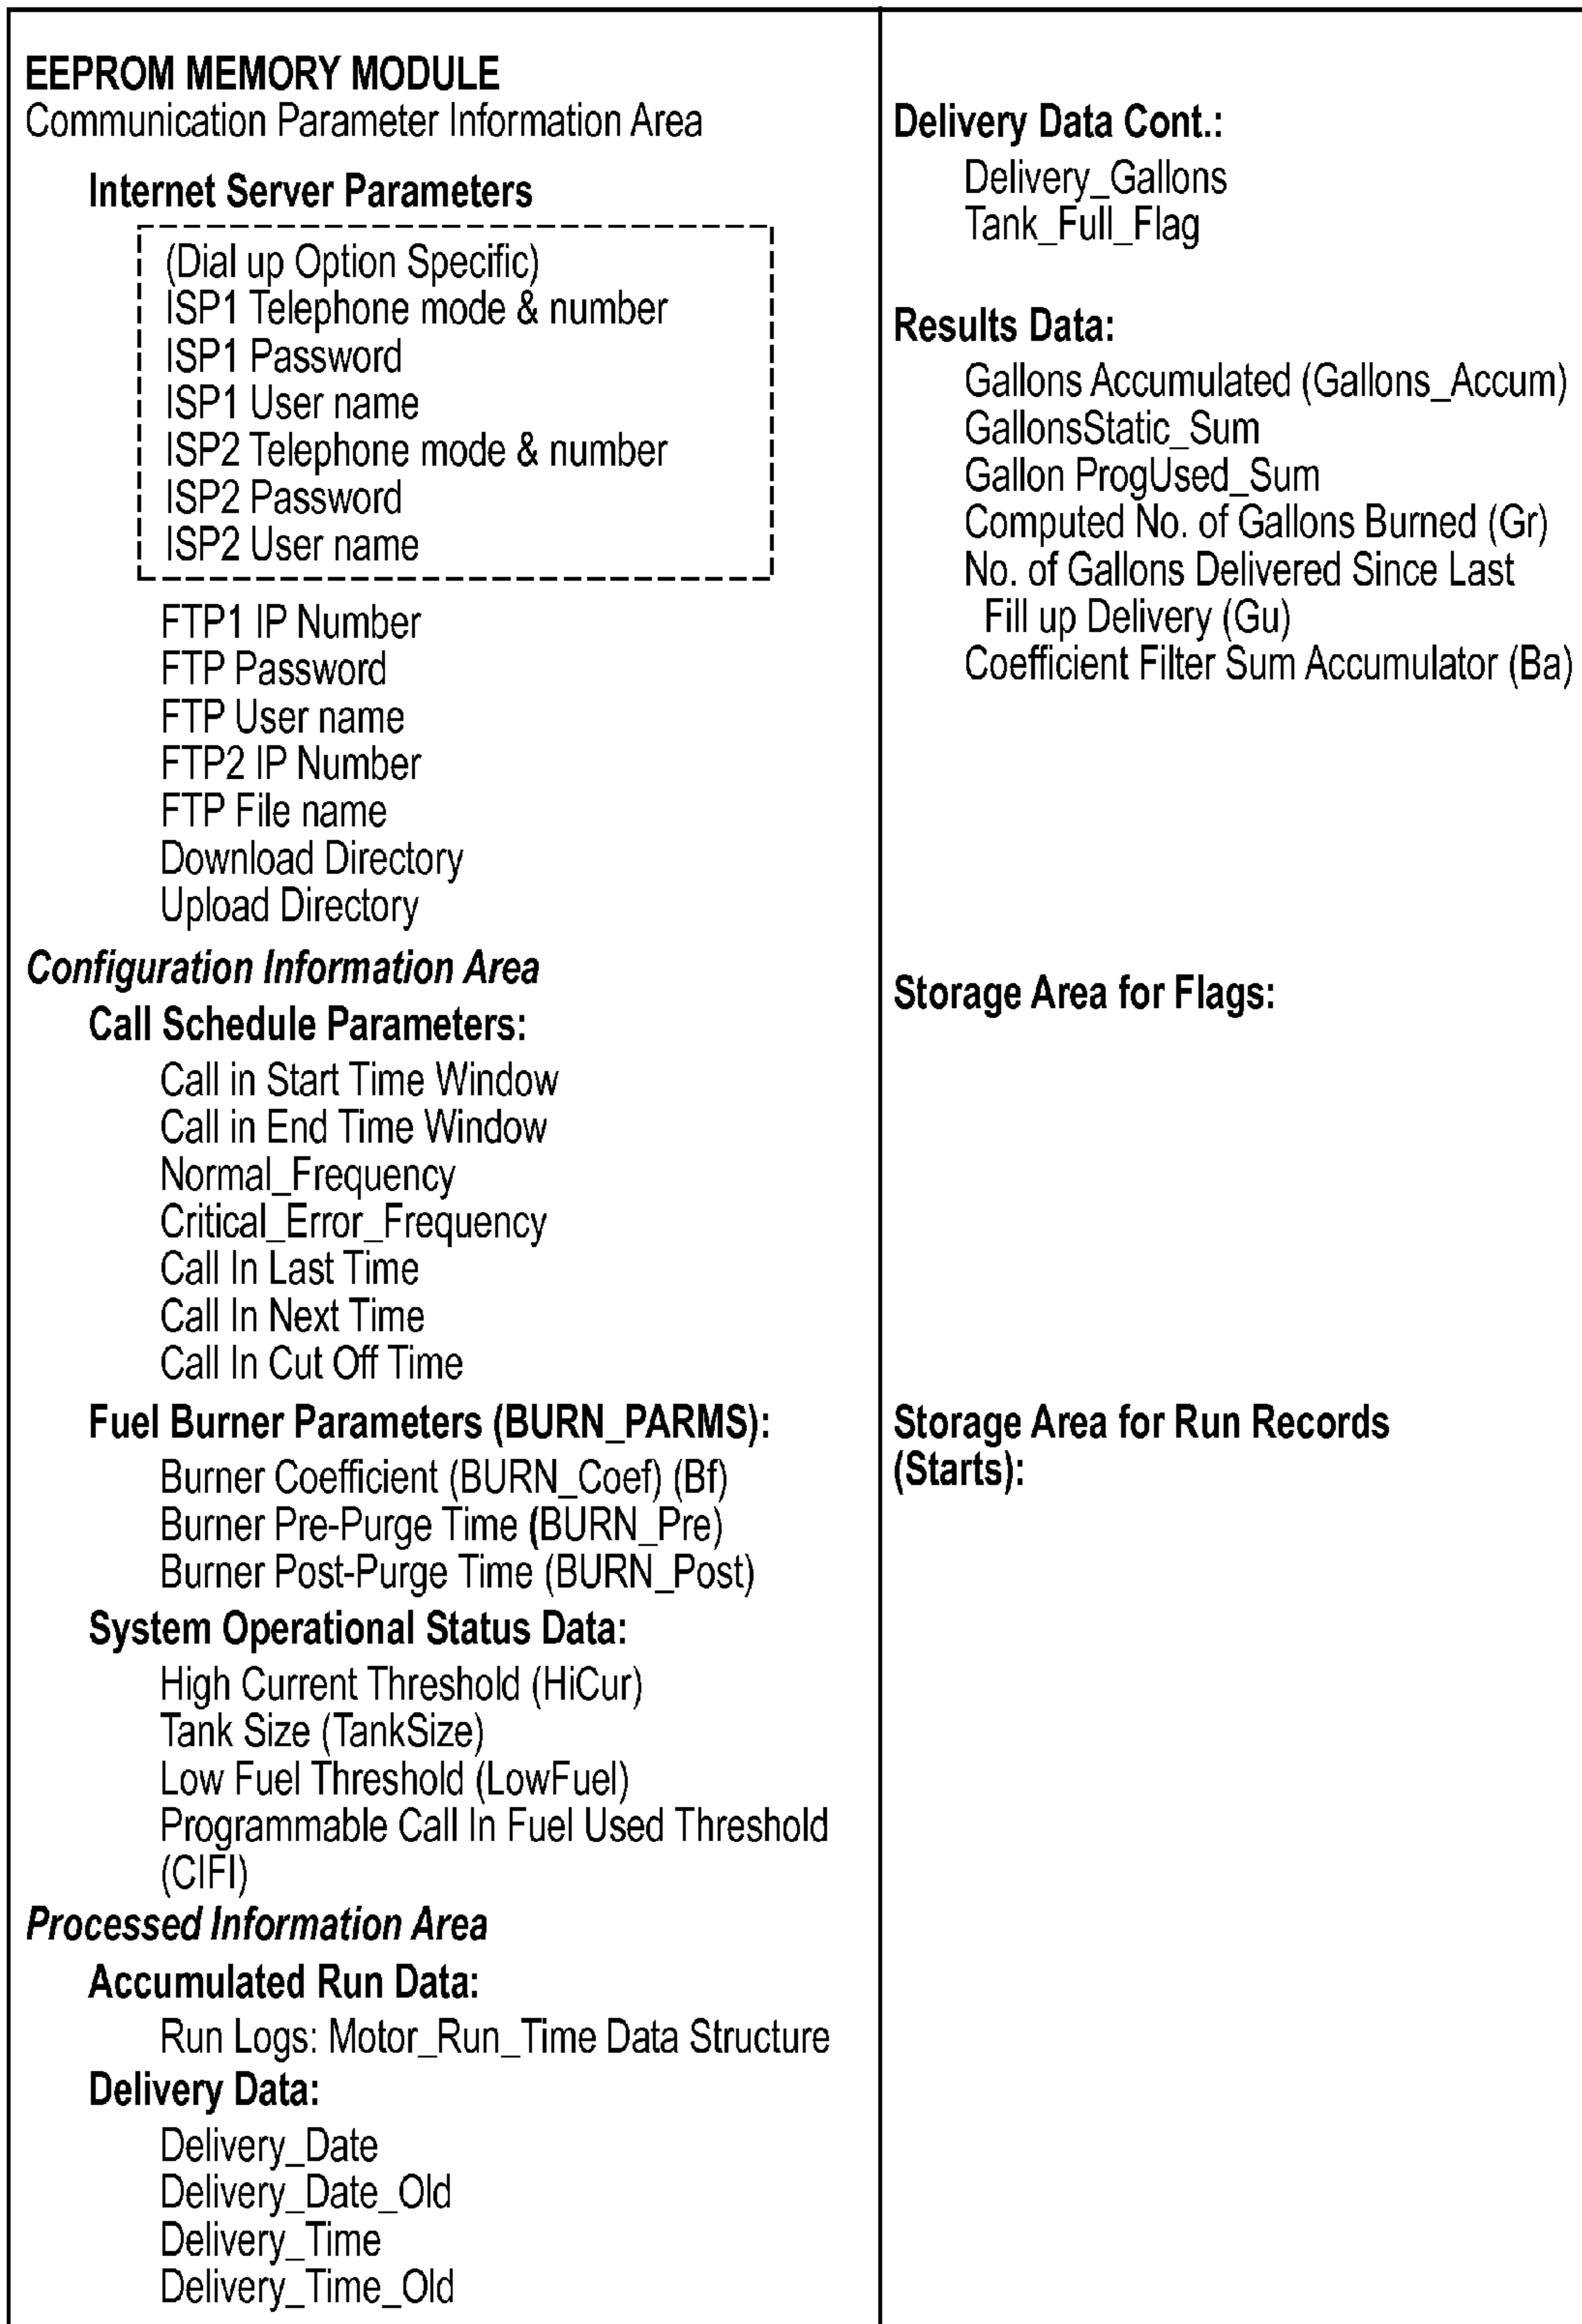 EEPROM MEMORY MODULE
Communication Parameter Information Area
Internet Server Parameters
(Dial up Option Specific)
ISP1 Telephone mode & number
ISP1 Password
ISP1 User name
ISP2 Telephone mode & number
ISP2 Password
ISP2 User name
FTP1 IP Number
FTP Password
FTP User name
FTP2 IP Number
FTP File name
Download Directory
Upload Directory
Configuration Information Area
Call Schedule Parameters:
Call in Start Time Window
Call in End Time Window
Normal_Frequency
Critical_Error_Frequency
Call In Last Time
Call In Next Time
Call In Cut Off Time
Fuel Burner Parameters (BURN_PARMS):
Burner Coefficient (BURN_Coef) (Bf)
Burner Pre-Purge Time (BURN_Pre)
Burner Post-Purge Time (BURN_Post)
System Operational Status Data:
High Current Threshold (HiCur)
Tank Size (TankSize)
Low Fuel Threshold (LowFuel)
Programmable Call In Fuel Used Threshold
(CIFI)
Processed Information Area
Accumulated Run Data:
Run Logs: Motor_Run_Time Data Structure
Delivery Data:
Delivery_Date
Delivery_Date_Old
Delivery_Time
Delivery_Time_Old
Delivery Data Cont.:
Delivery_Gallons
Tank_Full_Flag
Results Data:
Gallons Accumulated (Gallons_Accum)
GallonsStatic_Sum
Gallon ProgUsed_Sum
Computed No. of Gallons Burned (Gr)
No. of Gallons Delivered Since Last
Fill up Delivery (Gu)
Coefficient Filter Sum Accumulator (Ba)
Storage Area for Flags:
Storage Area for Run Records
(Starts):